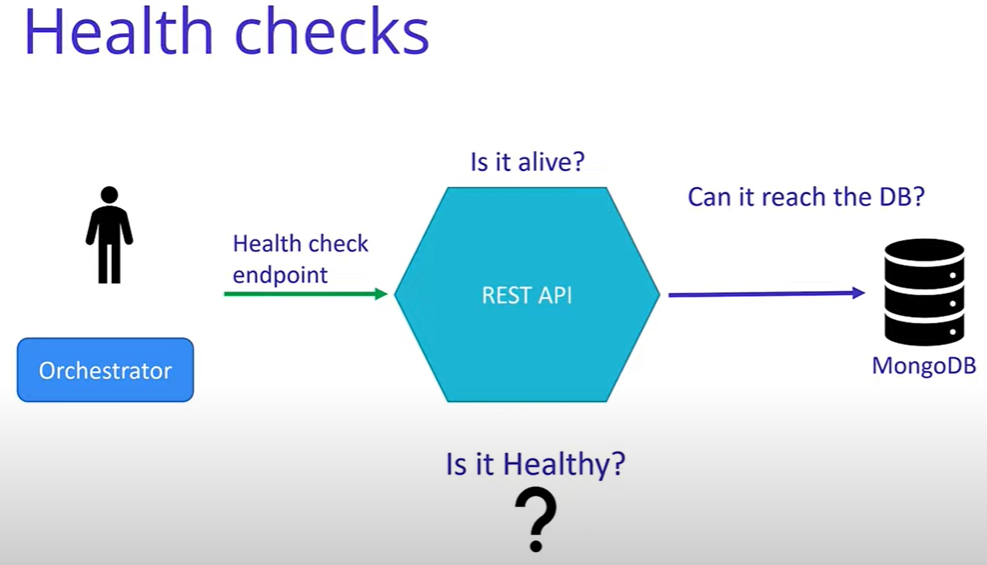 Health checks
Is it alive?
Can it reach the DB?
Health check
endpoint
REST API
Orchestrator
MongoDB
Is it Healthy?
?